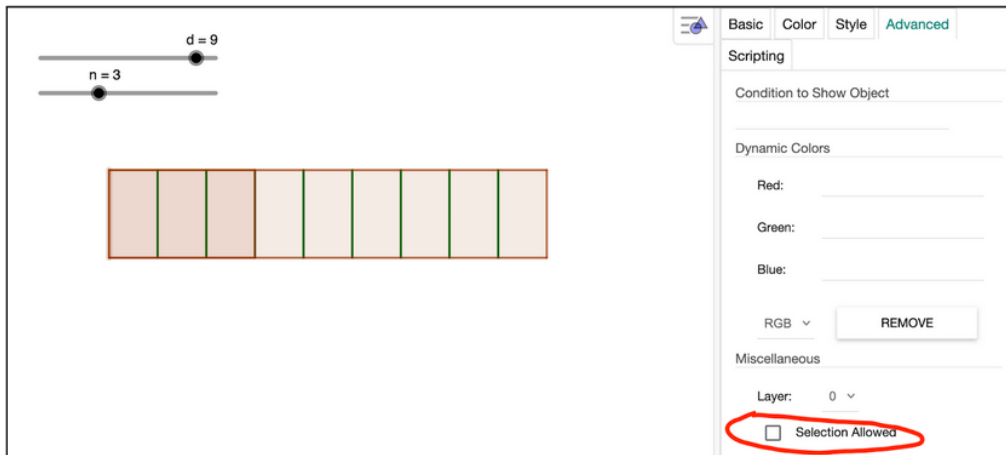 d = 9
n = 3
Basic Color Style Advanced
Scripting
Condition to Show Object
Dynamic Colors
Red:
Green:
Blue:
RGB REMOVE
Miscellaneous
Layer: 0
Selection Allowed